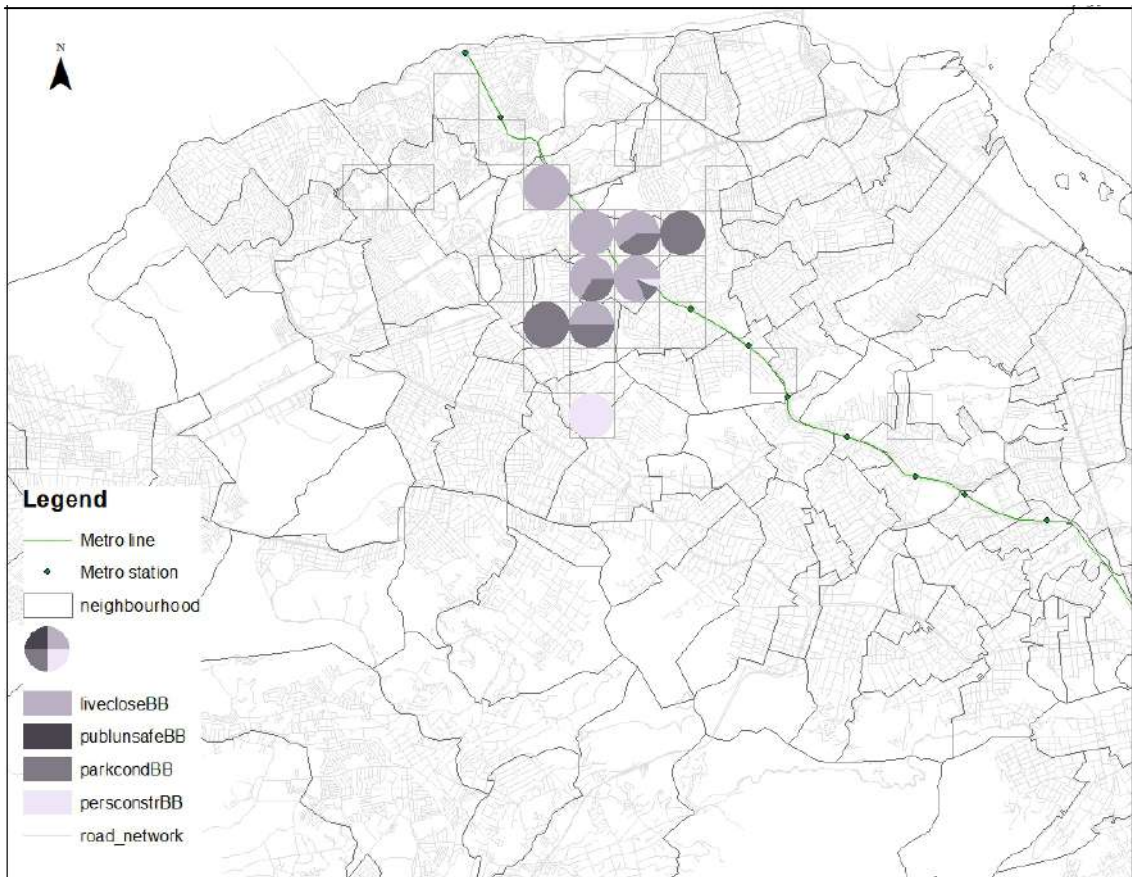 N
Legend
Metro line
Metro station
neighbourhood
livecloseBB
publunsafeBB
parkcondBB
persconstrBB
road_network